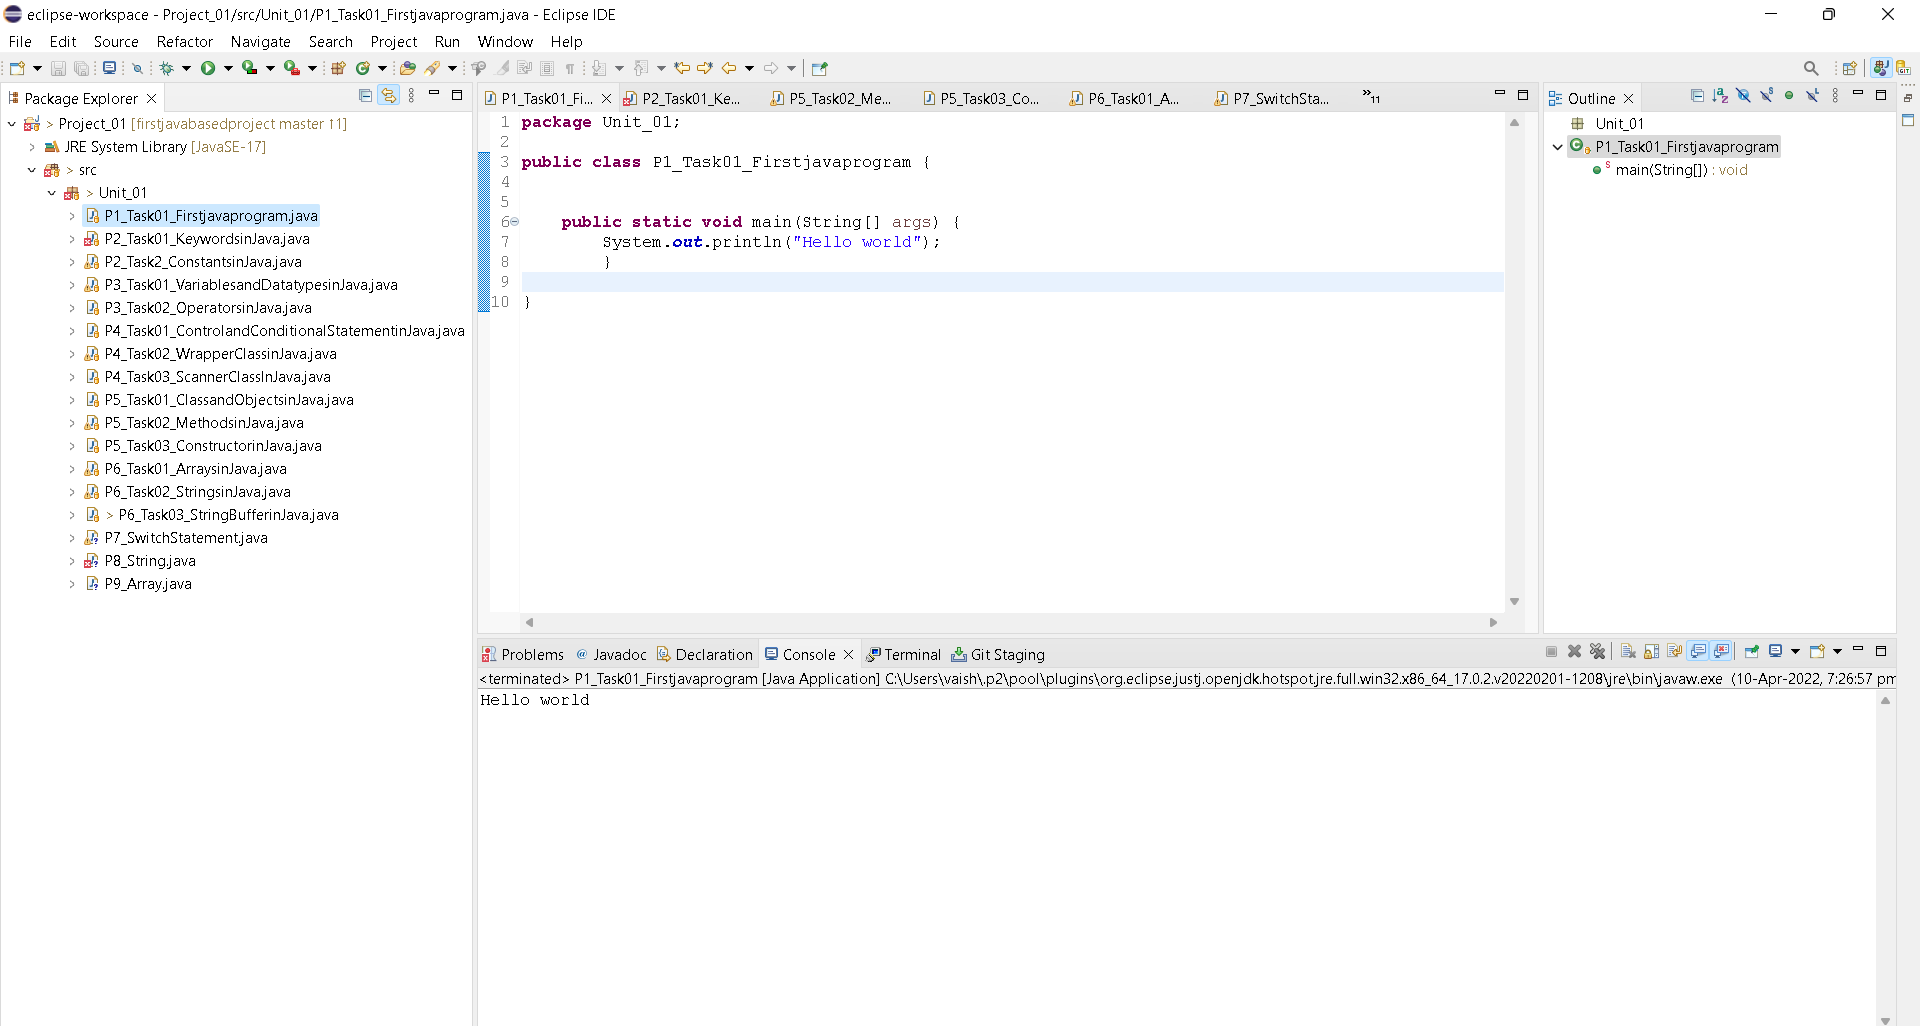 eclipse-workspace - Project_01/src/Unit_01/P1_Task01_Firstjavaprogram.java - Eclipse IDE
File Edit Source Refactor Navigate Search Project Run Window Help
Package Explorer
> Project_01 [firstjavabasedproject master ↑1]
JRE System Library [JavaSE-17]
> src
> Unit_01
P1_Task01_Firstjavaprogram.java
P2_Task01_KeywordsinJava.java
P2_Task2_ConstantsinJava.java
P3_Task01_VariablesandDatatypesinJava.java
P3_Task02_OperatorsinJava.java
P4_Task01_ControlandConditionalStatementinJava.java
P4_Task02_WrapperClassinJava.java
P4_Task03_ScannerClassInJava.java
P5_Task01_ClassandObjectsinJava.java
P5_Task02_MethodsinJava.java
P5_Task03_ConstructorinJava.java
P6_Task01_ArraysinJava.java
P6_Task02_StringsinJava.java
> P6_Task03_StringBufferinJava.java
P7_SwitchStatement.java
P8_String.java
P9_Array.java
P1_Task01_Fi... P2_Task01_Ke... P5_Task02_Me... P5_Task03_Co... P6_Task01_A... P7_SwitchSta... »11
1 package Unit_01;
2
3 public class P1_Task01_Firstjavaprogram {
4
5
6 public static void main(String[] args) {
7 System.out.println("Hello world");
8 }
9
10 }
Outline
Unit_01
P1_Task01_Firstjavaprogram
main(String[]) : void
Problems Javadoc Declaration Console Terminal Git Staging
<terminated> P1_Task01_Firstjavaprogram [Java Application] C:\Users\vaish\.p2\pool\plugins\org.eclipse.justj.openjdk.hotspot.jre.full.win32.x86_64_17.0.2.v20220201-1208\jre\bin\javaw.exe (10-Apr-2022, 7:26:57 pm
Hello world